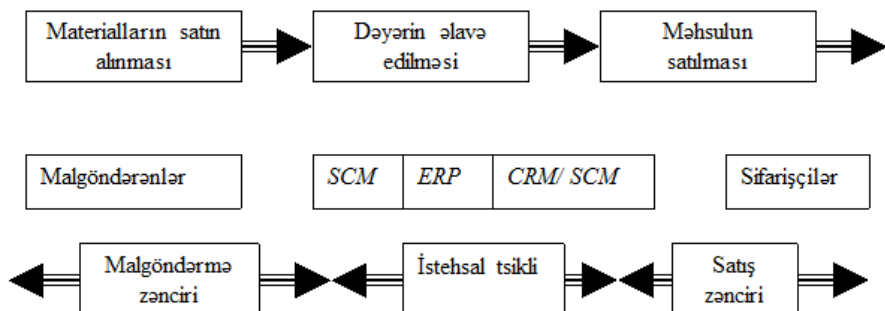 Materialların satın
alınması
Dəyərin əlavə
edilməsi
Məhsulun
satılması
Malgöndərənlər
SCM
ERP
CRM/ SCM
Sifarişçilər
Malgöndərmə
zənciri
İstehsal tsikli
Satış
zənciri